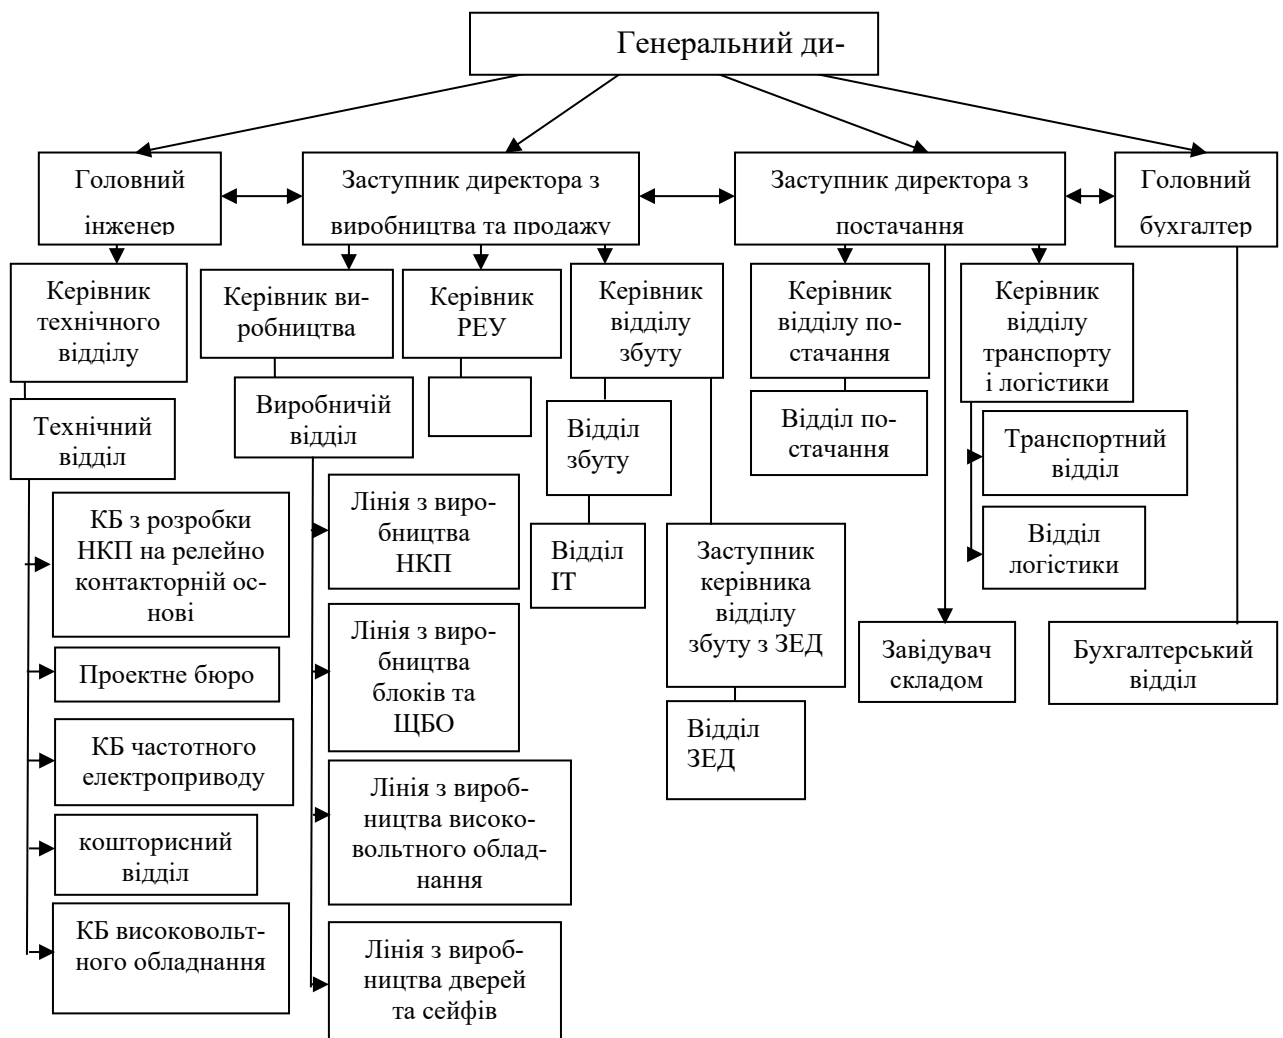 Генеральний ди-
Головний
інженер
Заступник директора з
виробництва та продажу
Заступник директора з
постачання
Головний
бухгалтер
Керівник
технічного
відділу
Керівник ви-
робництва
Керівник
РЕУ
Керівник
відділу
збуту
Керівник
відділу по-
стачання
Керівник
відділу
транспорту
і логістики
Технічний
відділ
Виробничій
відділ
Відділ
збуту
Відділ по-
стачання
Транспортний
відділ
КБ з розробки
НКП на релейно
контакторній ос-
нові
Лінія з виро-
бництва
НКП
Відділ
ІТ
Заступник
керівника
відділу
збуту з ЗЕД
Відділ
логістики
Проектне бюро
Лінія з виро-
бництва
блоків та
ЩБО
Завідувач
складом
Бухгалтерський
відділ
КБ частотного
електроприводу
Відділ
ЗЕД
кошторисний
відділ
Лінія з вироб-
ництва високо-
вольтного облад-
нання
КБ високовольт-
ного обладнання
Лінія з вироб-
ництва дверей
та сейфів